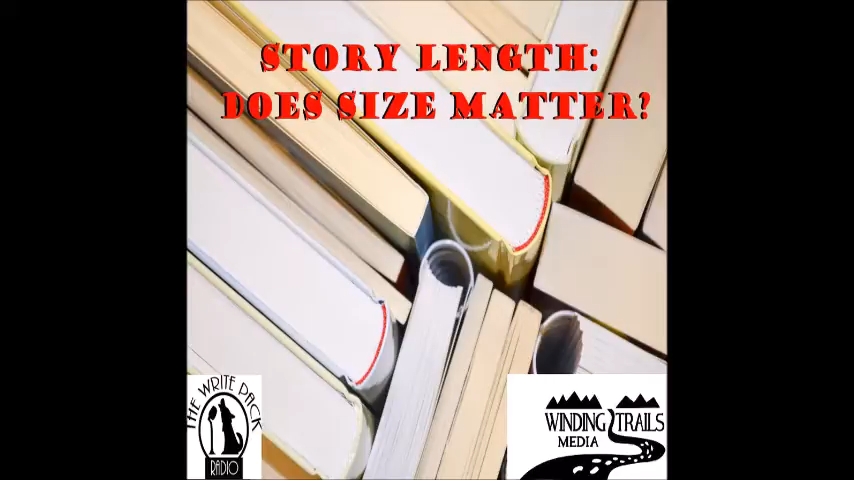 STORY LENGTH:
DOES SIZE MATTER?
THE WRITE PACK
RADIO
WINDING TRAILS
MEDIA